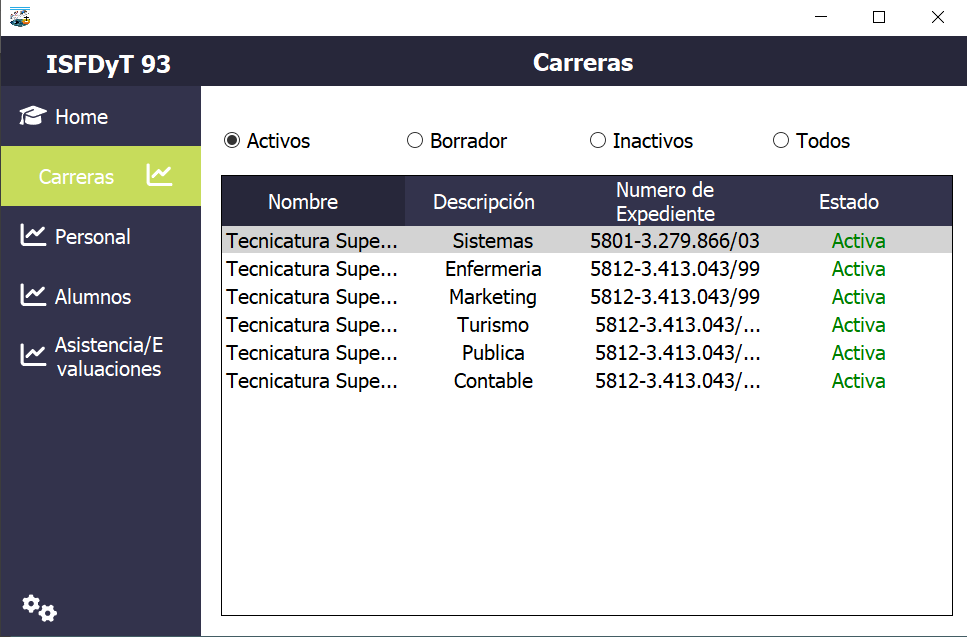 ISFDyT 93
Carreras
Home
Carreras
Personal
Alumnos
Asistencia/E
valuaciones
Activos Borrador Inactivos Todos
Nombre Descripción Numero de Expediente Estado
Tecnicatura Supe... Sistemas 5801-3.279.866/03 Activa
Tecnicatura Supe... Enfermeria 5812-3.413.043/99 Activa
Tecnicatura Supe... Marketing 5812-3.413.043/99 Activa
Tecnicatura Supe... Turismo 5812-3.413.043/... Activa
Tecnicatura Supe... Publica 5812-3.413.043/... Activa
Tecnicatura Supe... Contable 5812-3.413.043/... Activa